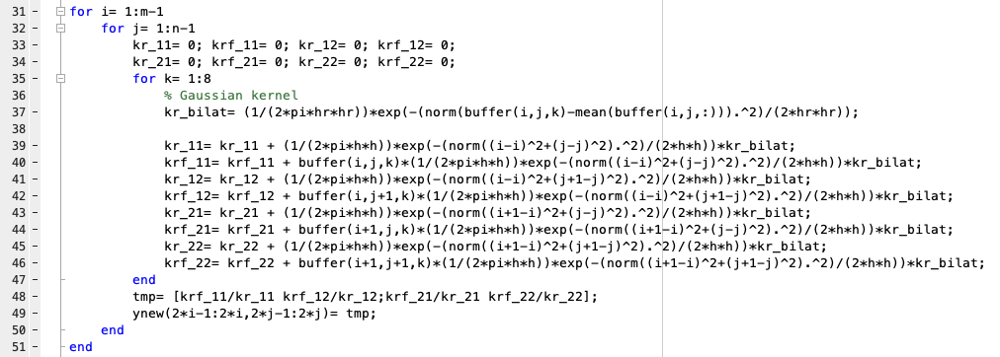 31 - for i= 1:m-1
32 - for j= 1:n-1
33 - kr_11= 0; krf_11= 0; kr_12= 0; krf_12= 0;
34 - kr_21= 0; krf_21= 0; kr_22= 0; krf_22= 0;
35 - for k= 1:8
36 % Gaussian kernel
37 - kr_bilat= (1/(2*pi*hr*hr))*exp(-(norm(buffer(i,j,k)-mean(buffer(i,j,:))).^2)/(2*hr*hr));
38
39 - kr_11= kr_11 + (1/(2*pi*h*h))*exp(-(norm((i-i)^2+(j-j)^2).^2)/(2*h*h))*kr_bilat;
40 - krf_11= krf_11 + buffer(i,j,k)*(1/(2*pi*h*h))*exp(-(norm((i-i)^2+(j-j)^2).^2)/(2*h*h))*kr_bilat;
41 - kr_12= kr_12 + (1/(2*pi*h*h))*exp(-(norm((i-i)^2+(j+1-j)^2).^2)/(2*h*h))*kr_bilat;
42 - krf_12= krf_12 + buffer(i,j+1,k)*(1/(2*pi*h*h))*exp(-(norm((i-i)^2+(j+1-j)^2).^2)/(2*h*h))*kr_bilat;
43 - kr_21= kr_21 + (1/(2*pi*h*h))*exp(-(norm((i+1-i)^2+(j-j)^2).^2)/(2*h*h))*kr_bilat;
44 - krf_21= krf_21 + buffer(i+1,j,k)*(1/(2*pi*h*h))*exp(-(norm((i+1-i)^2+(j-j)^2).^2)/(2*h*h))*kr_bilat;
45 - kr_22= kr_22 + (1/(2*pi*h*h))*exp(-(norm((i+1-i)^2+(j+1-j)^2).^2)/(2*h*h))*kr_bilat;
46 - krf_22= krf_22 + buffer(i+1,j+1,k)*(1/(2*pi*h*h))*exp(-(norm((i+1-i)^2+(j+1-j)^2).^2)/(2*h*h))*kr_bilat;
47 - end
48 - tmp= [krf_11/kr_11 krf_12/kr_12;krf_21/kr_21 krf_22/kr_22];
49 - ynew(2*i-1:2*i,2*j-1:2*j)= tmp;
50 - end
51 - end